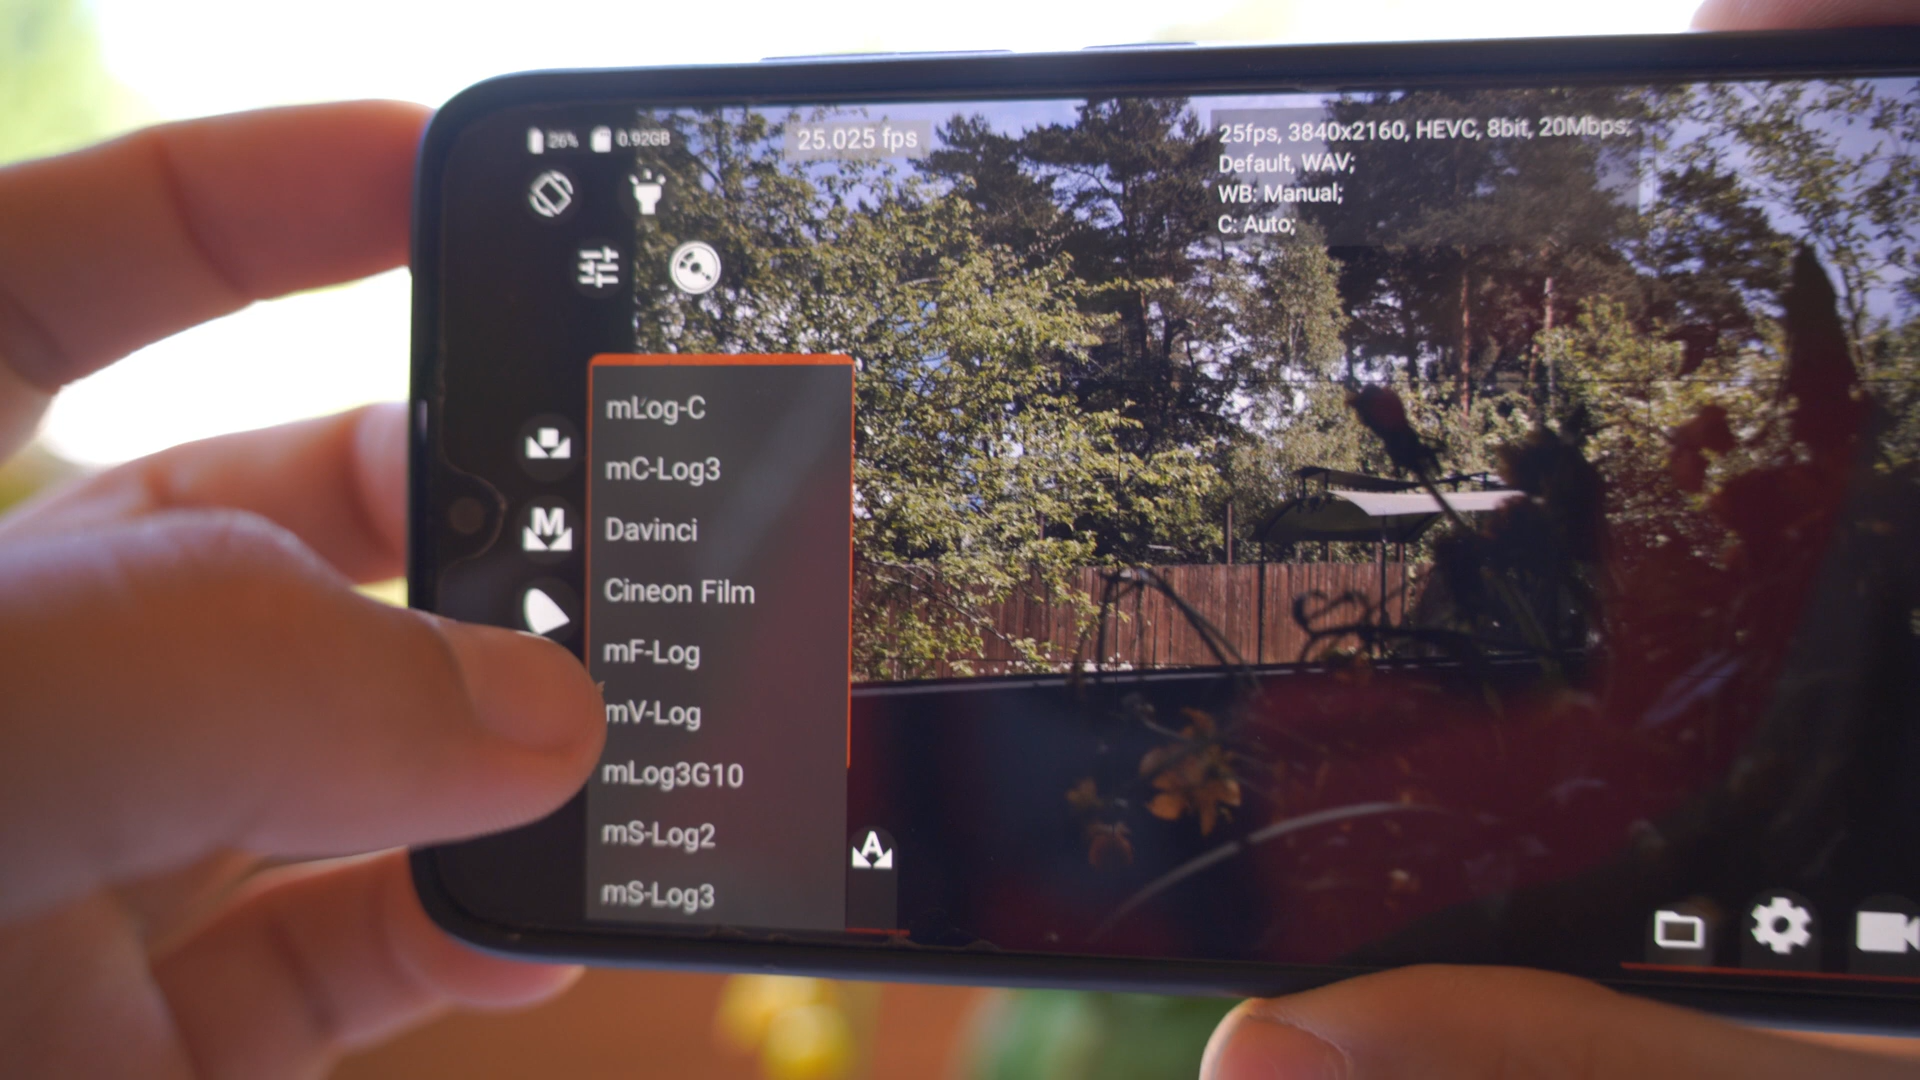 26% 0.92GB
25.025 fps
25fps, 3840x2160, HEVC, 8bit, 20Mbps;
Default, WAV;
WB: Manual;
C: Auto;
mLog-C
mC-Log3
Davinci
M
Cineon Film
mF-Log
mV-Log
mLog3G10
mS-Log2
A
mS-Log3